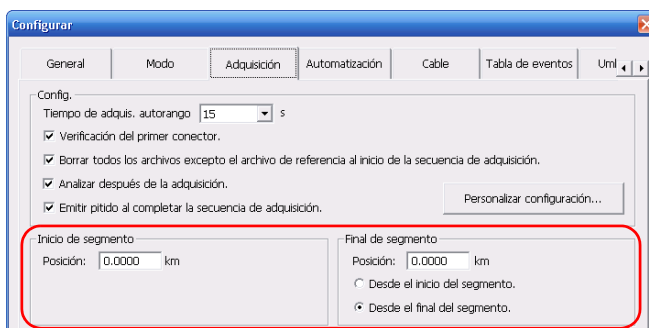 Configurar
General Modo Adquisición Automatización Cable Tabla de eventos Uml
Config.
Tiempo de adquis. autorango 15 s
Verificación del primer conector.
Borrar todos los archivos excepto el archivo de referencia al inicio de la secuencia de adquisición.
Analizar después de la adquisición.
Emitir pitido al completar la secuencia de adquisición.
Personalizar configuración...
Inicio de segmento
Posición: 0.0000 km
Final de segmento
Posición: 0.0000 km
Desde el inicio del segmento.
Desde el final del segmento.